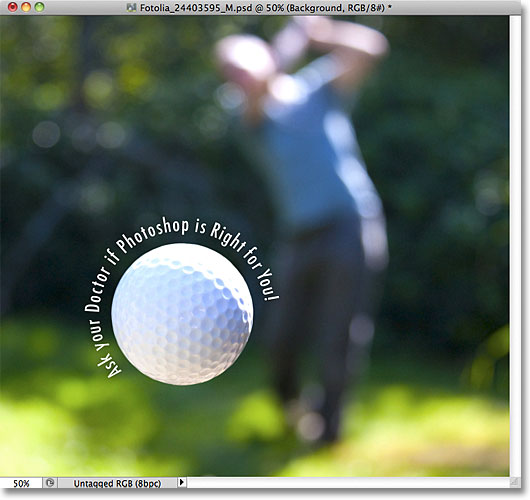 Fotolia_24403595_M.psd @ 50% (Background, RGB/8#) *
Ask Your Doctor if Photoshop is Right for You!
50%
Untagged RGB (8bpc)